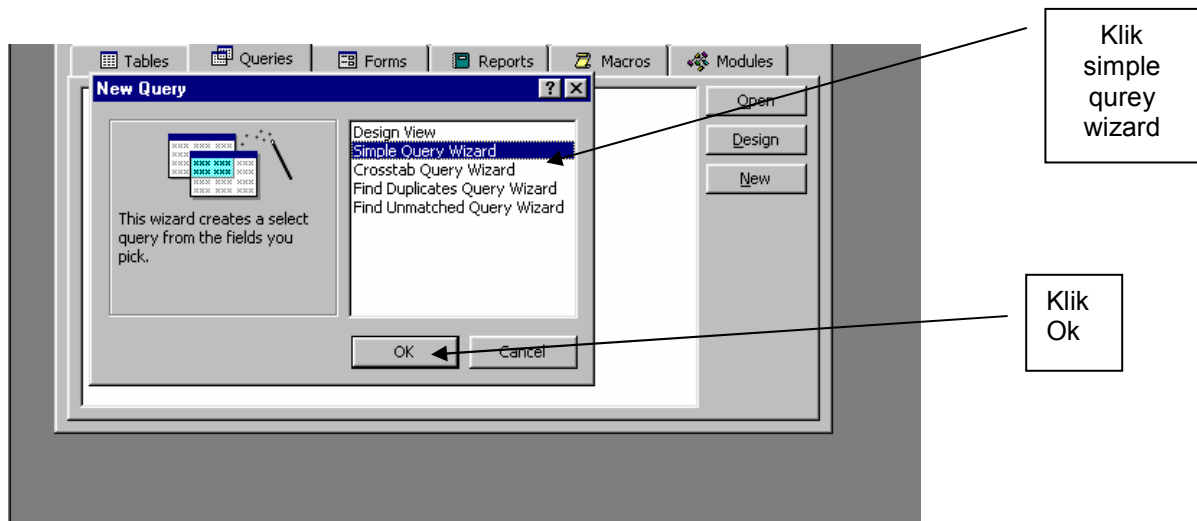 Klik
simple
qurey
wizard
Tables Queries Forms Reports Macros Modules
New Query
Open
Design
New
Design View
Simple Query Wizard
Crosstab Query Wizard
Find Duplicates Query Wizard
Find Unmatched Query Wizard
This wizard creates a select
query from the fields you
pick.
OK Cancel
Klik
Ok